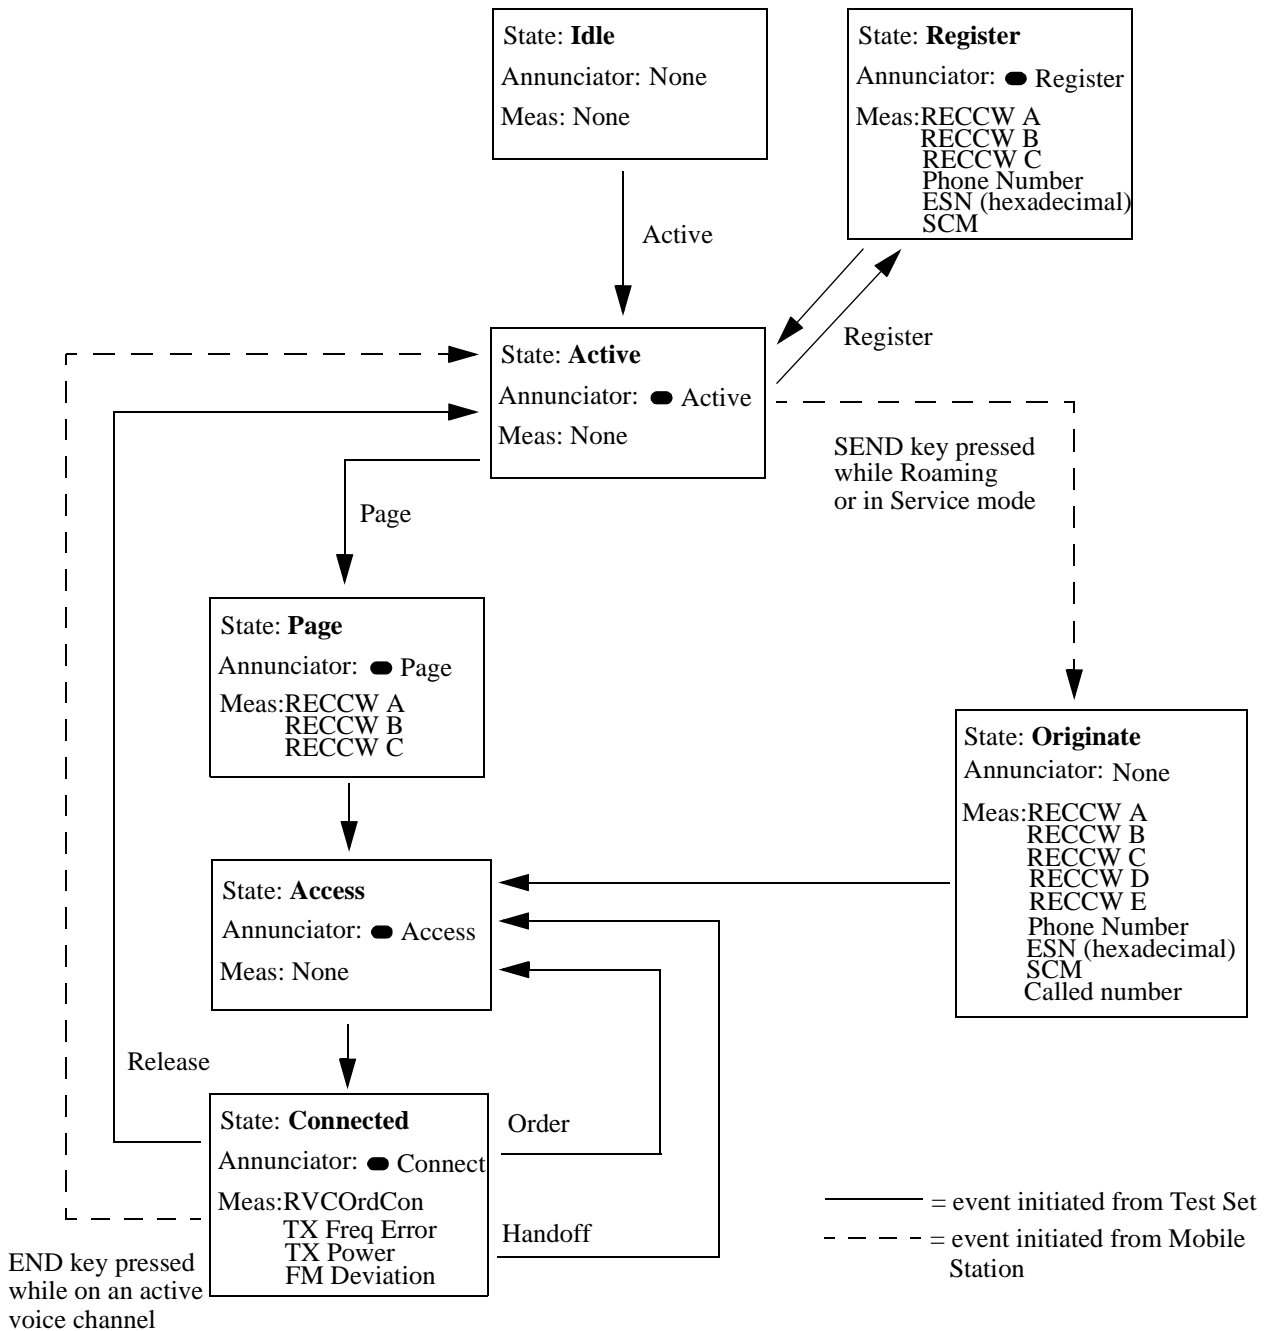 State: Idle
Annunciator: None
Meas: None
State: Register
Annunciator: Register
Meas:RECCW A
RECCW B
RECCW C
Phone Number
ESN (hexadecimal)
SCM
Active
Register
State: Active
Annunciator: Active
Meas: None
SEND key pressed
while Roaming
or in Service mode
Page
State: Page
Annunciator: Page
Meas:RECCW A
RECCW B
RECCW C
State: Originate
Annunciator: None
Meas:RECCW A
RECCW B
RECCW C
RECCW D
RECCW E
Phone Number
ESN (hexadecimal)
SCM
Called number
State: Access
Annunciator: Access
Meas: None
Release
State: Connected
Annunciator: Connect
Meas:RVCOrdCon
TX Freq Error
TX Power
FM Deviation
Order
Handoff
END key pressed
while on an active
voice channel
= event initiated from Test Set
= event initiated from Mobile
Station